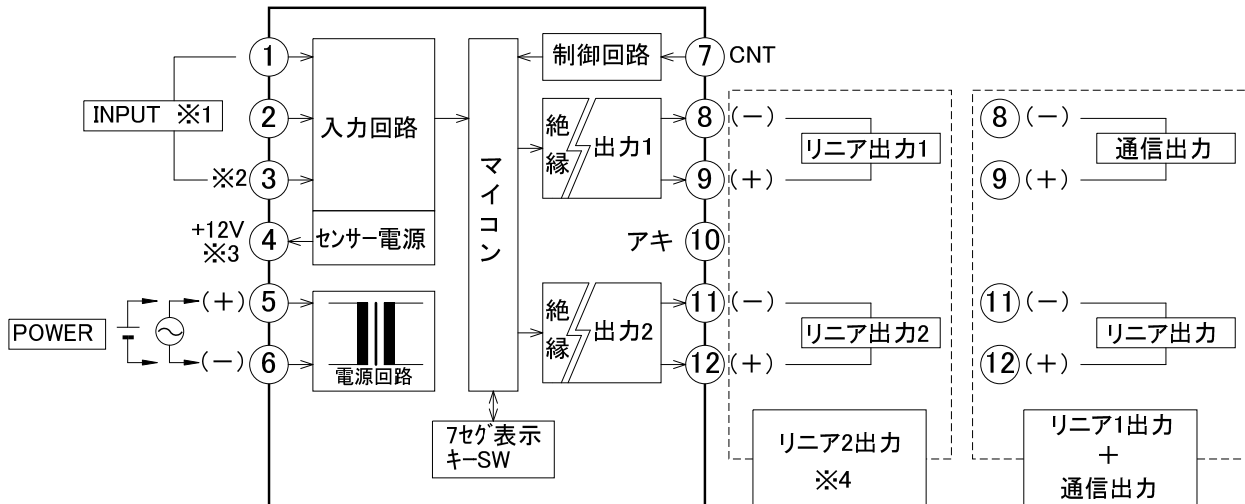 1
2
※2 3
+12V
※3 4
(+) 5
(−) 6
INPUT ※1
POWER
入力回路
センサー電源
電源回路
マイコン
7セグ表示
キーSW
制御回路
絶縁
出力1
絶縁
出力2
7 CNT
8 (−)
9 (+)
アキ 10
11 (−)
12 (+)
リニア出力1
リニア出力2
リニア2出力
※4
8 (−)
9 (+)
通信出力
11 (−)
12 (+)
リニア出力
リニア1出力
+
通信出力